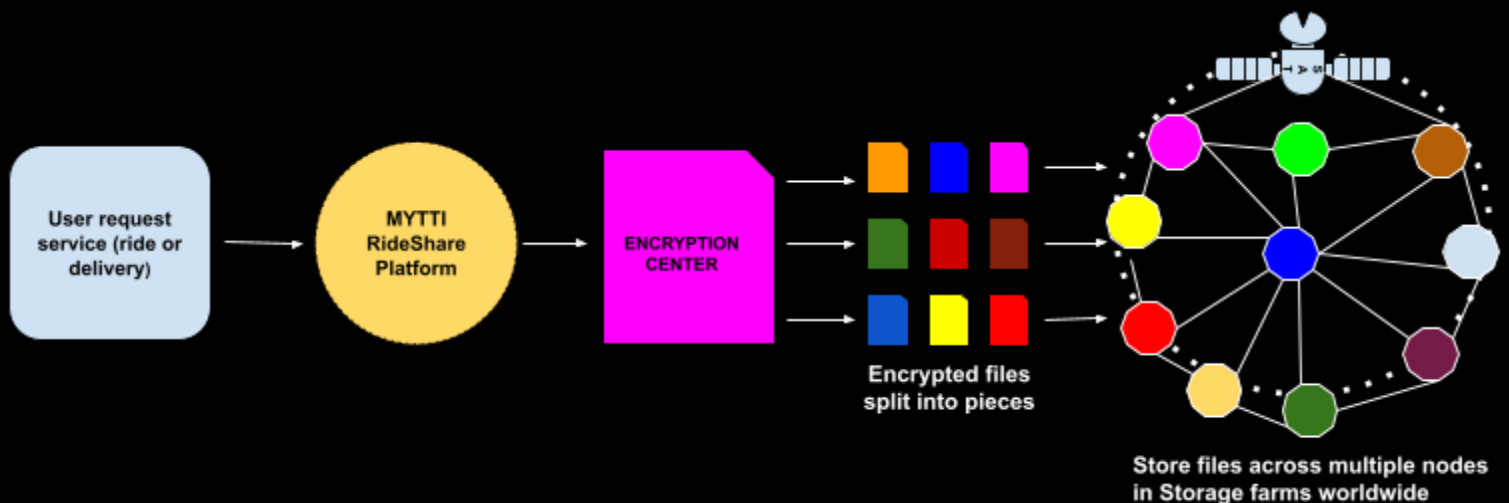 User request
service (ride or
delivery)
MYTTI
RideShare
Platform
ENCRYPTION
CENTER
Encrypted files
split into pieces
SAT
Store files across multiple nodes
in Storage farms worldwide